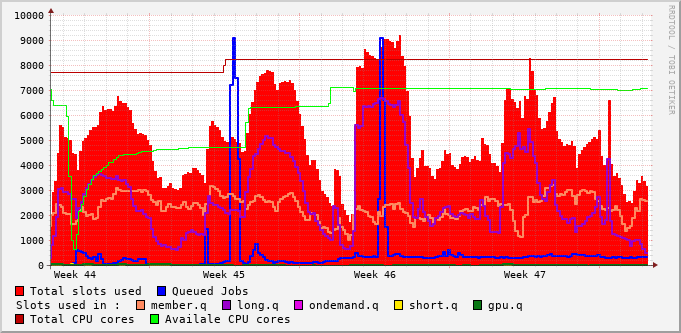 10000
9000
8000
7000
6000
5000
4000
3000
2000
1000
0
Week 44 Week 45 Week 46 Week 47
Total slots used Queued Jobs
Slots used in : member.q long.q ondemand.q short.q gpu.q
Total CPU cores Availale CPU cores
RRDTOOL / TOBI OETIKER